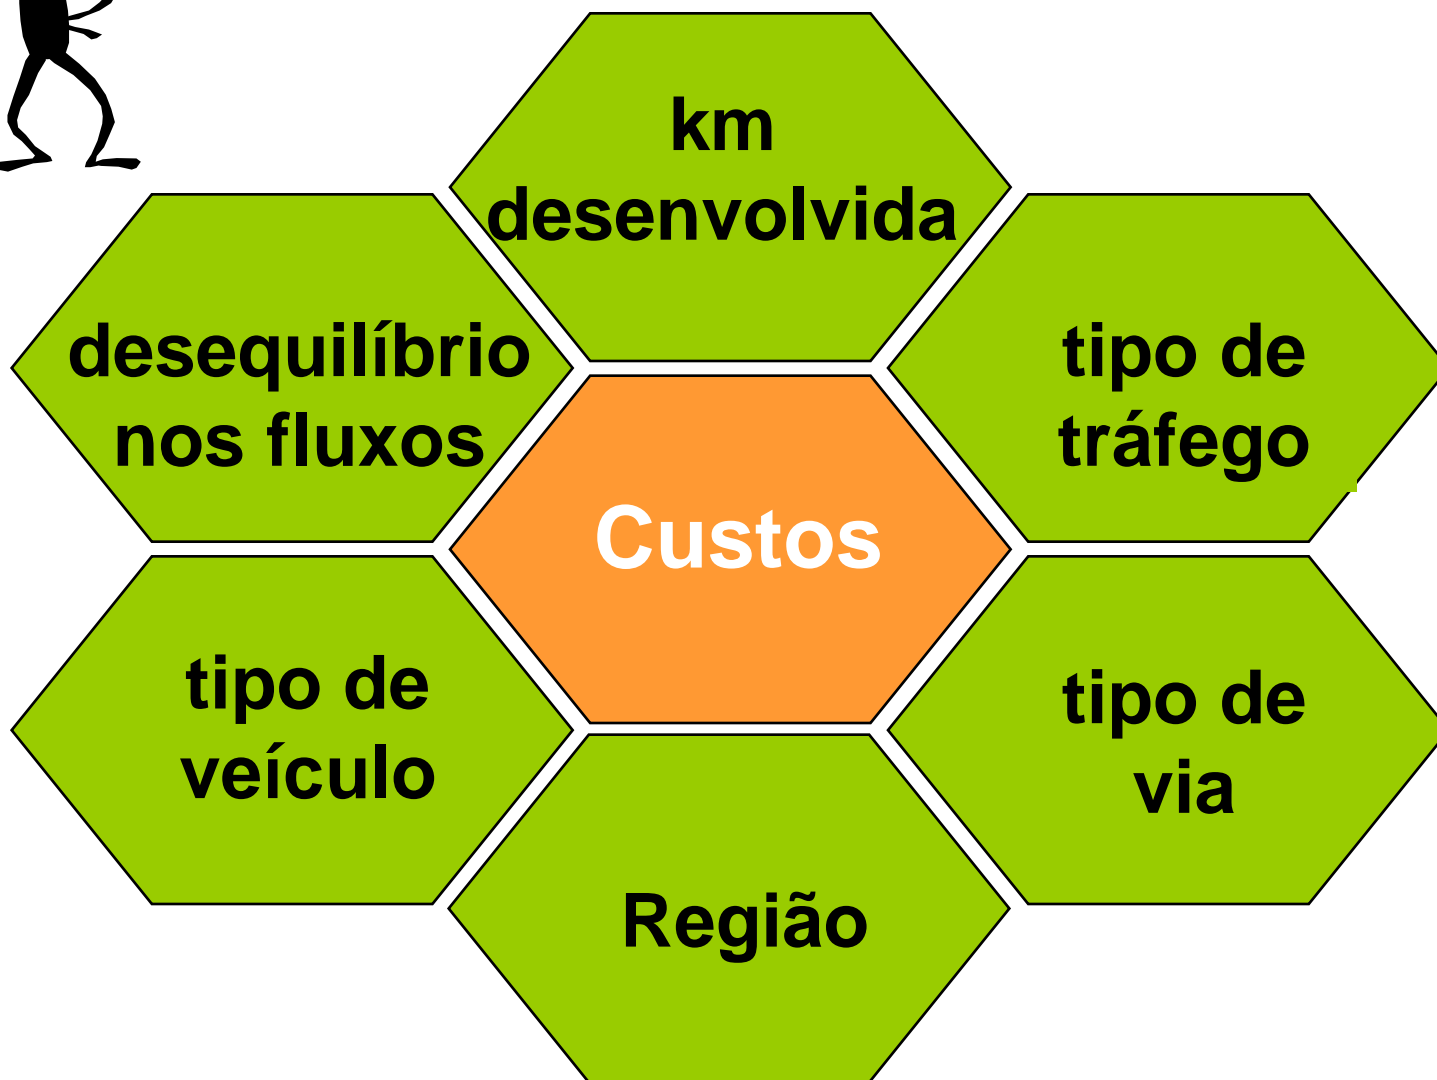 km
desenvolvida
desequilíbrio
nos fluxos
tipo de
tráfego
Custos
tipo de
veículo
tipo de
via
Região